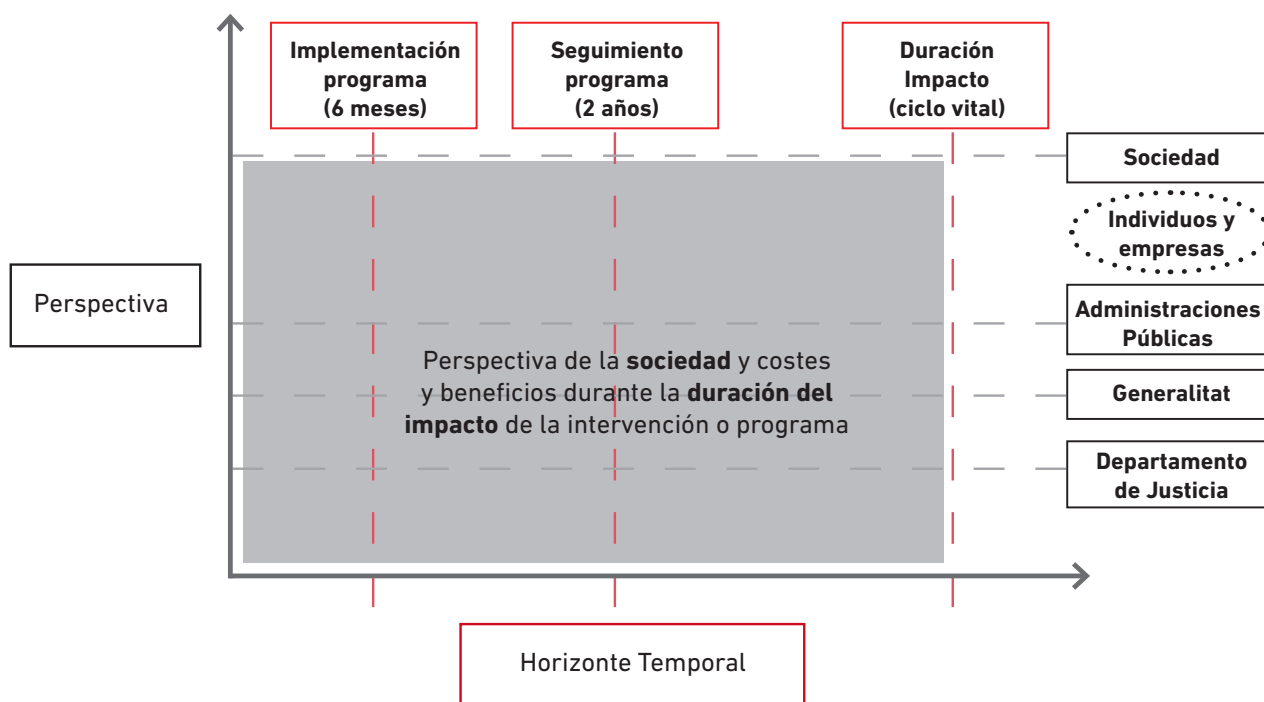 Implementación
programa
(6 meses)
Seguimiento
programa
(2 años)
Duración
Impacto
(ciclo vital)
Sociedad
Individuos y
empresas
Perspectiva
Administraciones
Públicas
Perspectiva de la sociedad y costes
y beneficios durante la duración del
impacto de la intervención o programa
Generalitat
Departamento
de Justicia
Horizonte Temporal